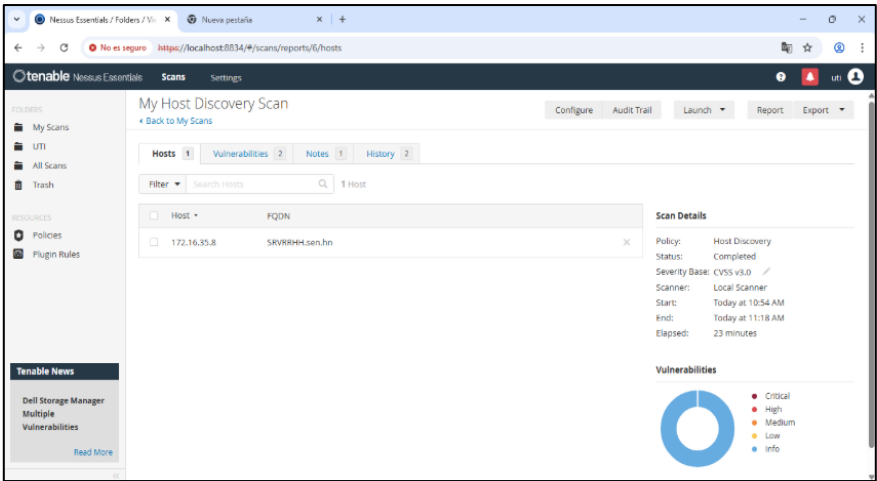 Nessus Essentials / Folders / Vi
Nueva pestaña
No es seguro https://localhost:8834/#/scans/reports/6/hosts
tenable Nessus Essentials Scans Settings uti
FOLDERS
My Scans
UTI
All Scans
Trash
RESOURCES
Policies
Plugin Rules
Tenable News
Dell Storage Manager
Multiple
Vulnerabilities
Read More
My Host Discovery Scan
Back to My Scans
Configure Audit Trail Launch Report Export
Hosts 1 Vulnerabilities 2 Notes 1 History 2
Filter Search Hosts 1 Host
Host FQDN
172.16.35.8 SRVRRHH.sen.hn
Scan Details
Policy: Host Discovery
Status: Completed
Severity Base: CVSS v3.0
Scanner: Local Scanner
Start: Today at 10:54 AM
End: Today at 11:18 AM
Elapsed: 23 minutes
Vulnerabilities
Critical
High
Medium
Low
Info